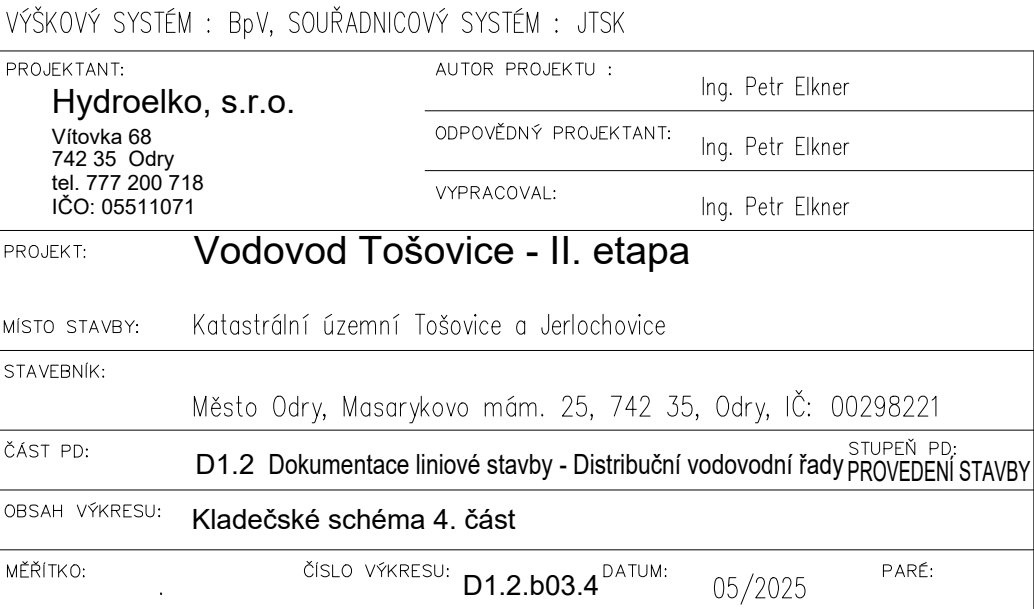 VÝŠKOVÝ SYSTÉM : BpV, SOUŘADNICOVÝ SYSTÉM : JTSK
PROJEKTANT:
Hydroelko, s.r.o.
Vítovka 68
742 35 Odry
tel. 777 200 718
IČO: 05511071
AUTOR PROJEKTU : Ing. Petr Elkner
ODPOVĚDNÝ PROJEKTANT: Ing. Petr Elkner
VYPRACOVAL: Ing. Petr Elkner
PROJEKT: Vodovod Tošovice - II. etapa
MÍSTO STAVBY: Katastrální územní Tošovice a Jerlochovice
STAVEBNÍK:
Město Odry, Masarykovo mám. 25, 742 35, Odry, IČ: 00298221
ČÁST PD: D1.2 Dokumentace liniové stavby - Distribuční vodovodní řady
STUPEŇ PD:
PROVEDENÍ STAVBY
OBSAH VÝKRESU: Kladečské schéma 4. část
MĚŘÍTKO: . ČÍSLO VÝKRESU: D1.2.b03.4 DATUM: 05/2025 PARÉ: